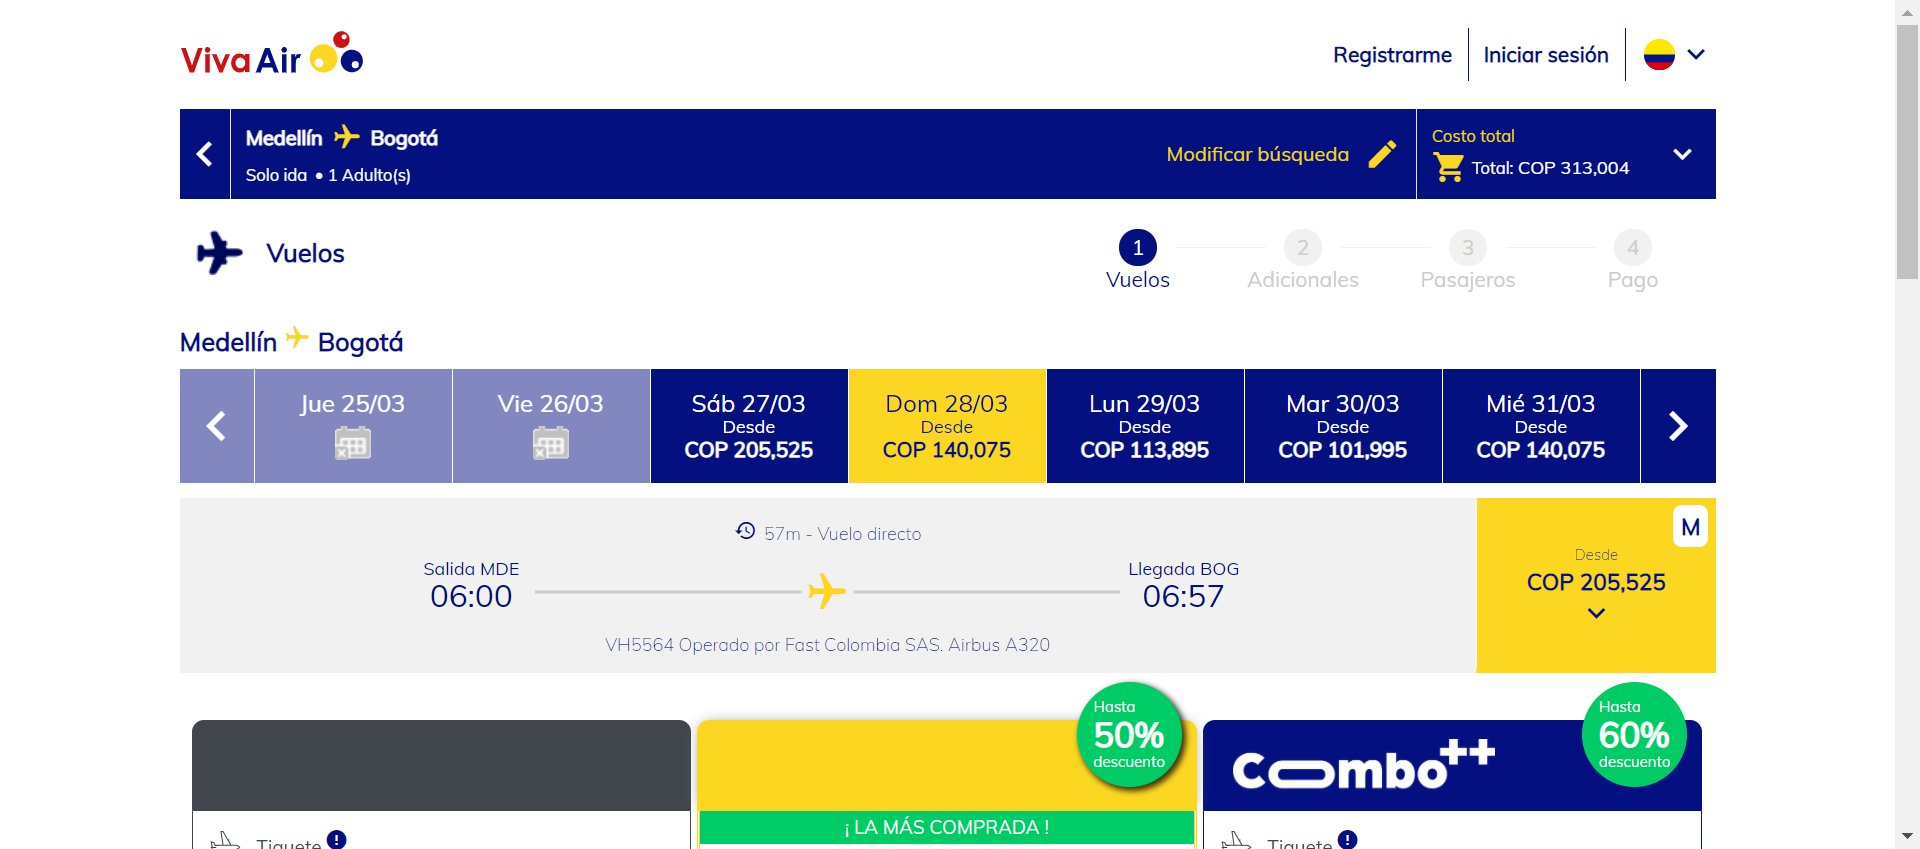 Viva Air
Registrarme
Iniciar sesión
Medellín Bogotá
Solo ida • 1 Adulto(s)
Modificar búsqueda
Costo total
Total: COP 313,004
Vuelos
1
2
3
4
Vuelos
Adicionales
Pasajeros
Pago
Medellín Bogotá
Jue 25/03
Vie 26/03
Sáb 27/03
Desde
COP 205,525
Dom 28/03
Desde
COP 140,075
Lun 29/03
Desde
COP 113,895
Mar 30/03
Desde
COP 101,995
Mié 31/03
Desde
COP 140,075
57m - Vuelo directo
Salida MDE
06:00
Llegada BOG
06:57
VH5564 Operado por Fast Colombia SAS. Airbus A320
M
Desde
COP 205,525
Hasta
50%
descuento
¡ LA MÁS COMPRADA !
Combo++
Hasta
60%
descuento
Tiquete
Tiquete